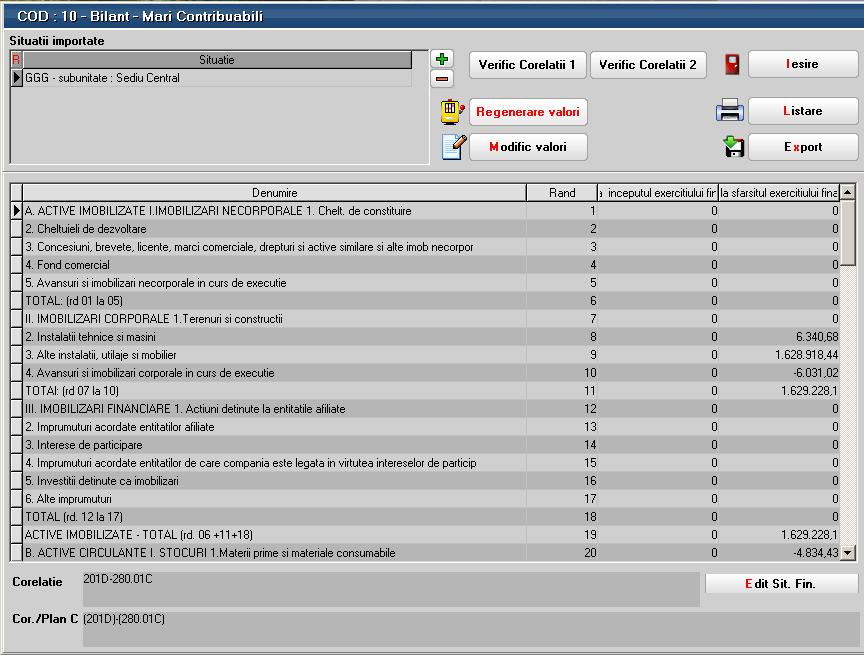 COD : 10 - Bilant - Mari Contribuabili
Situatii importate
R Situatie
GGG - subunitate : Sediu Central
Verific Corelatii 1 Verific Corelatii 2 Iesire
Regenerare valori Listare
Modific valori Export
Denumire Rand inceputul exercitiului fir la sfarsitul exercitiului fina
A. ACTIVE IMOBILIZATE I.IMOBILIZARI NECORPORALE 1. Chelt. de constituire 1 0 0
2. Cheltuieli de dezvoltare 2 0 0
3. Concesiuni, brevete, licente, marci comerciale, drepturi si active similare si alte imob necorpor 3 0 0
4. Fond comercial 4 0 0
5. Avansuri si imobilizari necorporale in curs de executie 5 0 0
TOTAL: (rd 01 la 05) 6 0 0
II. IMOBILIZARI CORPORALE 1.Terenuri si constructii 7 0 0
2. Instalatii tehnice si masini 8 0 6.340,68
3. Alte instalatii, utilaje si mobilier 9 0 1.628.918,44
4. Avansuri si imobilizari corporale in curs de executie 10 0 -6.031,02
TOTAl: (rd 07 la 10) 11 0 1.629.228,1
III. IMOBILIZARI FINANCIARE 1. Actiuni detinute la entitatile afiliate 12 0 0
2. Imprumuturi acordate entitatilor afiliate 13 0 0
3. Interese de participare 14 0 0
4. Imprumuturi acordate entitatilor de care compania este legata in virtutea intereselor de particip 15 0 0
5. Investitii detinute ca imobilizari 16 0 0
6. Alte imprumuturi 17 0 0
TOTAL (rd. 12 la 17) 18 0 0
ACTIVE IMOBILIZATE - TOTAL (rd. 06 +11+18) 19 0 1.629.228,1
B. ACTIVE CIRCULANTE I. STOCURI 1.Materii prime si materiale consumabile 20 0 -4.834,43
Corelatie 201D-280.01C
Edit Sit. Fin.
Cor./Plan C (201D)-(280.01C)